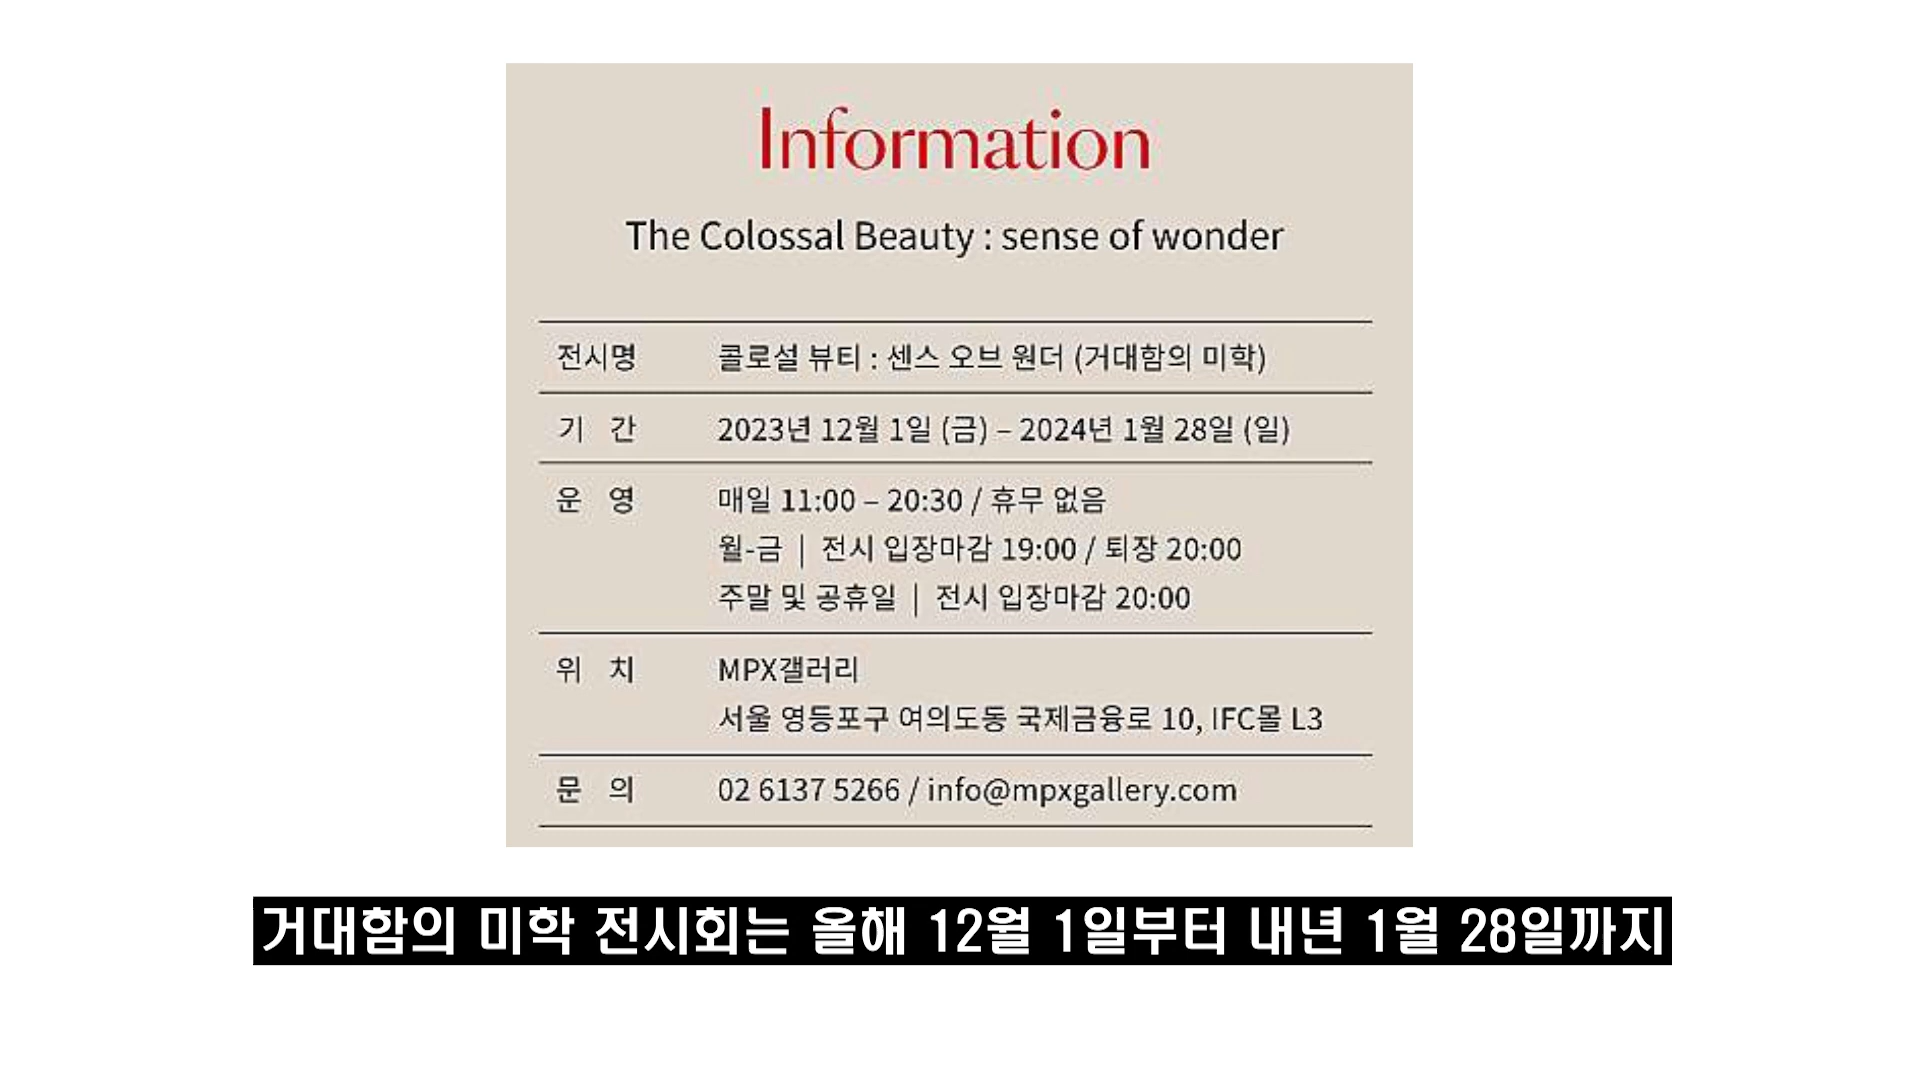 Information
The Colossal Beauty : sense of wonder
전시명 콜로설 뷰티 : 센스 오브 원더 (거대함의 미학)
기 간 2023년 12월 1일 (금) – 2024년 1월 28일 (일)
운 영 매일 11:00 – 20:30 / 휴무 없음
월-금 | 전시 입장마감 19:00 / 퇴장 20:00
주말 및 공휴일 | 전시 입장마감 20:00
위 치 MPX갤러리
서울 영등포구 여의도동 국제금융로 10, IFC몰 L3
문 의 02 6137 5266 / info@mpxgallery.com
거대함의 미학 전시회는 올해 12월 1일부터 내년 1월 28일까지